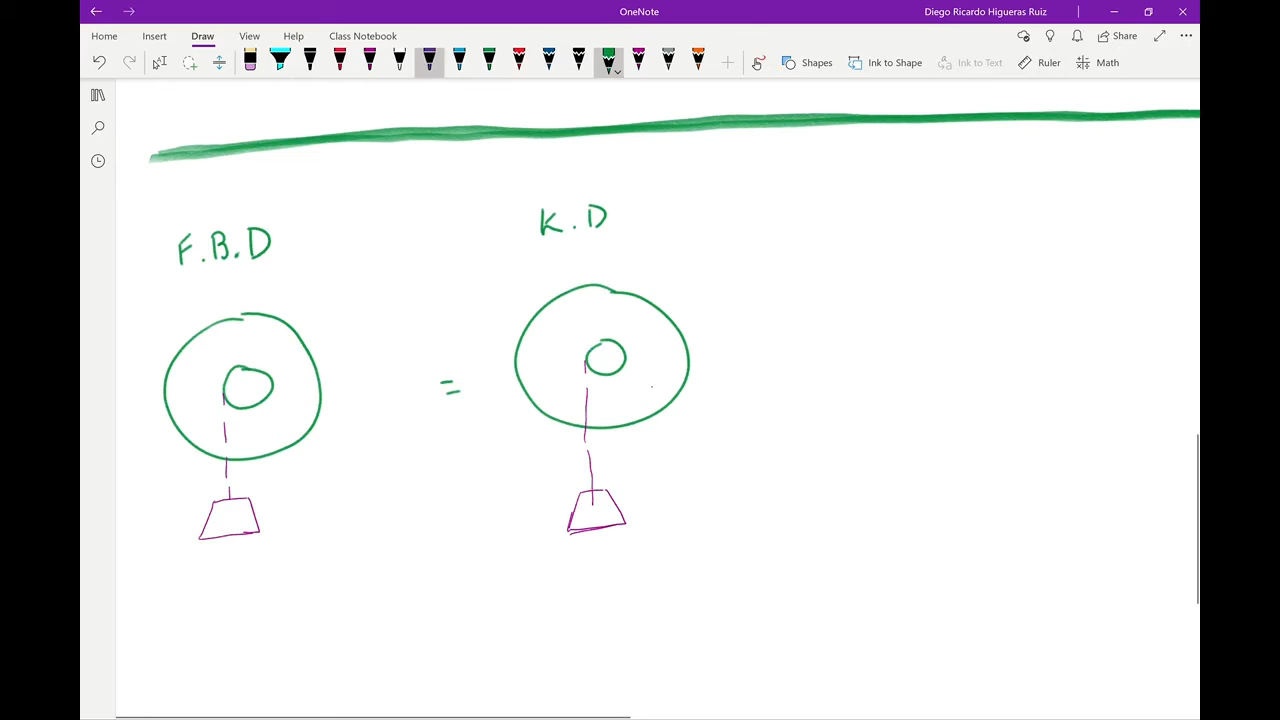 OneNote
Diego Ricardo Higueras Ruiz
Home Insert Draw View Help Class Notebook
Share
Shapes Ink to Shape Ink to Text Ruler Math
F.B.D
K.D
=